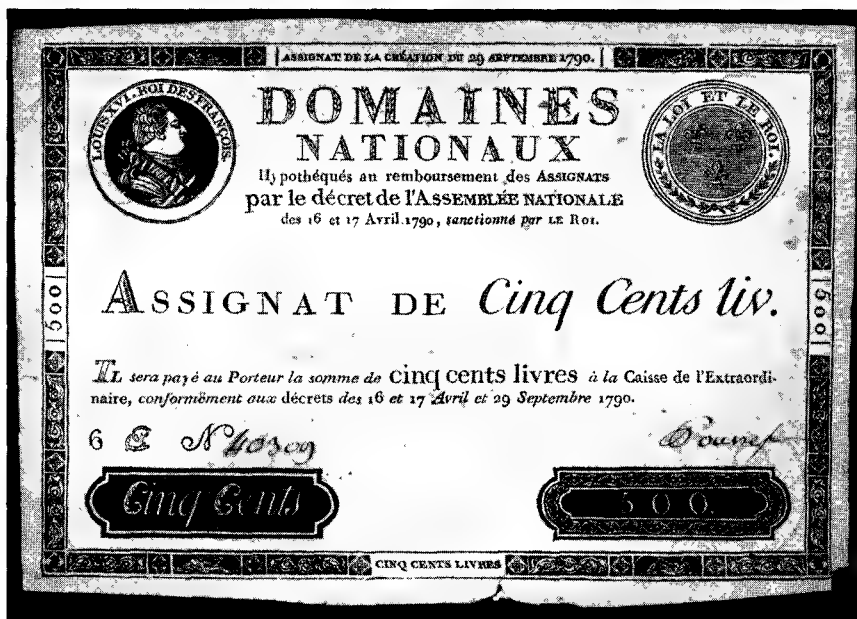 ASSIGNAT DE LA CRÉATION DU 29 SEPTEMBRE 1790.
LOUIS XVI. ROI DES FRANÇOIS
LA LOI ET LE ROI.
DOMAINES
NATIONAUX
Hypothéqués au remboursement des ASSIGNATS
par le décret de l'ASSEMBLÉE NATIONALE
des 16 et 17 Avril 1790, sanctionné par LE ROI.
500
500
ASSIGNAT DE Cinq Cents liv.
IL sera payé au Porteur la somme de cinq cents livres à la Caisse de l'Extraordi-
naire, conformément aux décrets des 16 et 17 Avril et 29 Septembre 1790.
6 C N 40309
Cinq Cents
500.
CINQ CENTS LIVRES